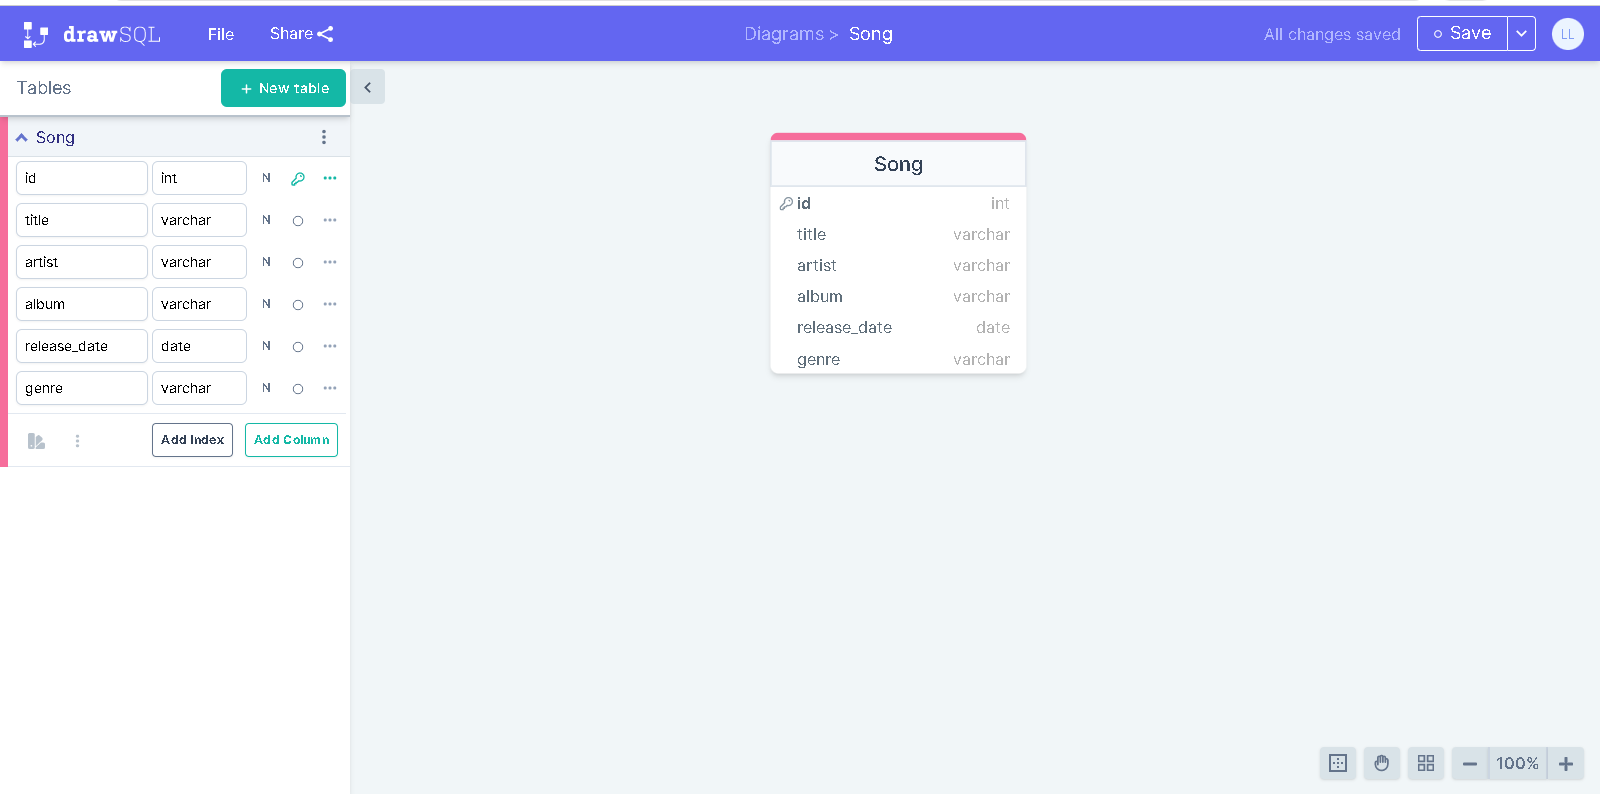 drawSQL File Share Diagrams > Song All changes saved Save LL
Tables + New table
Song
id int N
title varchar N
artist varchar N
album varchar N
release_date date N
genre varchar N
Add Index Add Column
Song
id int
title varchar
artist varchar
album varchar
release_date date
genre varchar
100%